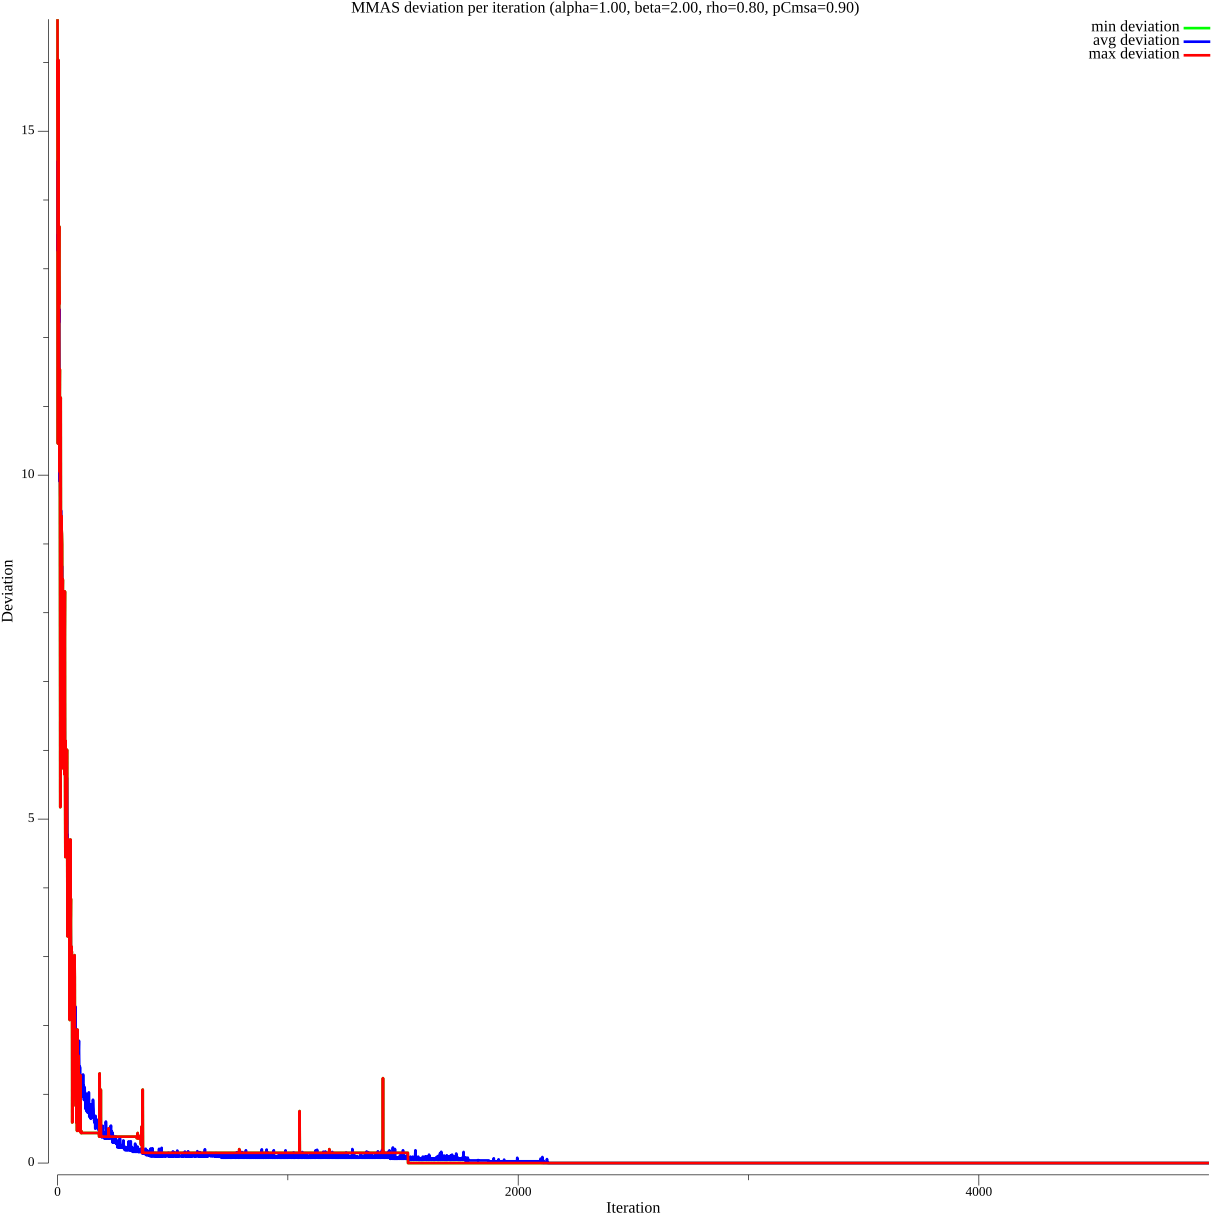 MMAS deviation per iteration (alpha=1.00, beta=2.00, rho=0.80, pCmsa=0.90)
min deviation
avg deviation
max deviation
15
10
5
0
Deviation
0
2000
4000
Iteration